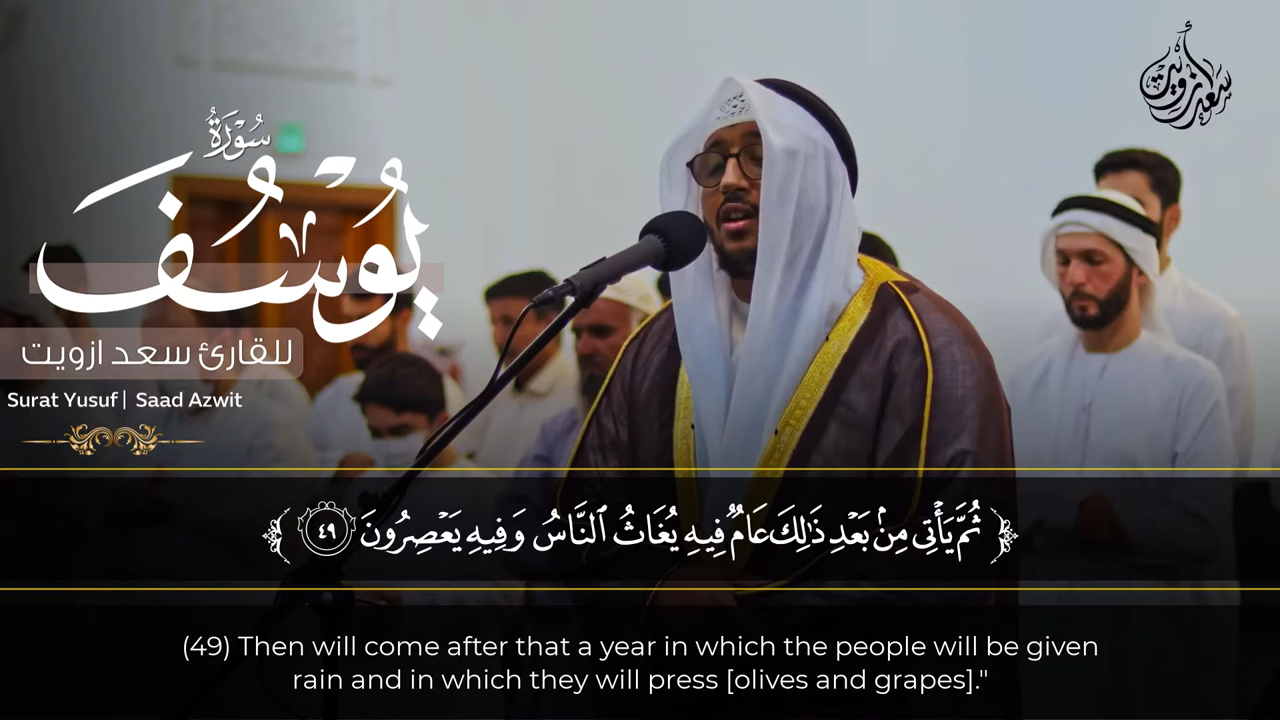 سعد أزويت
سُورَةُ
يُوسُفَ
للقارئ سعد ازويت
Surat Yusuf | Saad Azwit
ثُمَّ يَأْتِي مِنۢ بَعْدِ ذَٰلِكَ عَامٌ فِيهِ يُغَاثُ ٱلنَّاسُ وَفِيهِ يَعْصِرُونَ ٤٩
(49) Then will come after that a year in which the people will be given
rain and in which they will press [olives and grapes]."